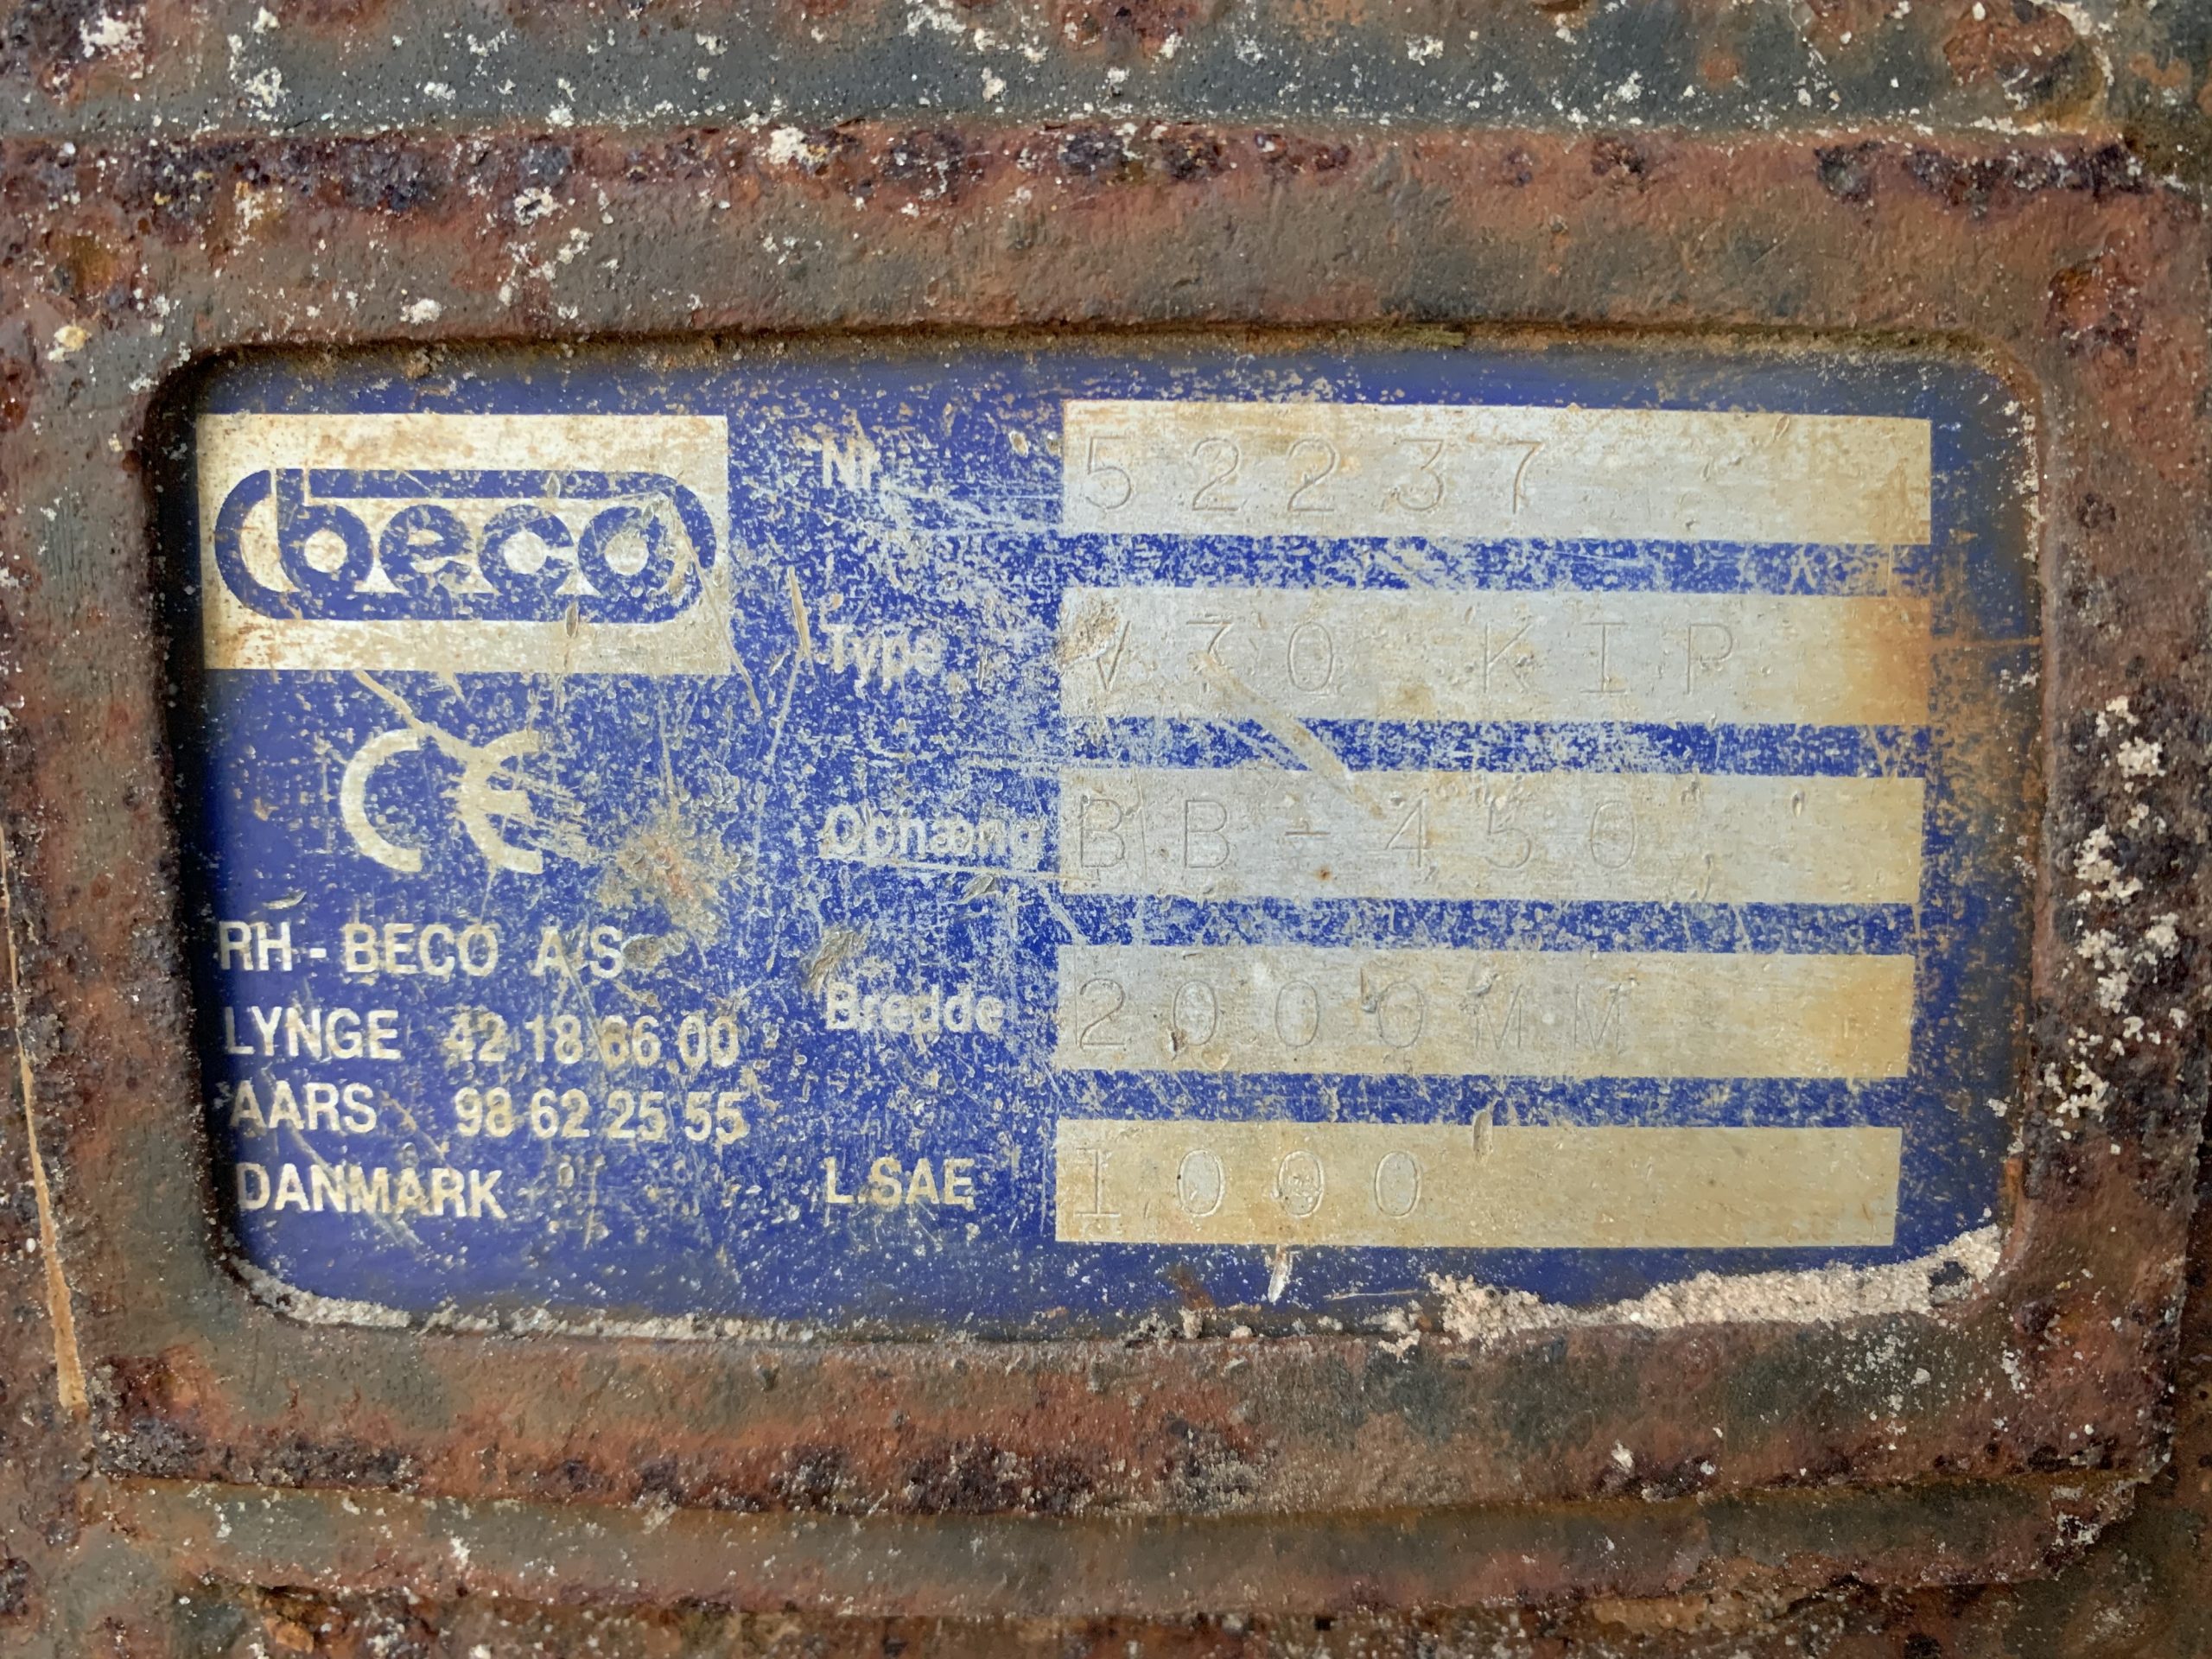 beco
CE
RH - BECO A/S
LYNGE 42 18 66 00
AARS 98 62 25 55
DANMARK
Nr. 52237
Type V30 KIP
Ophæng BB-450
Bredde 2000MM
L.SAE 1000